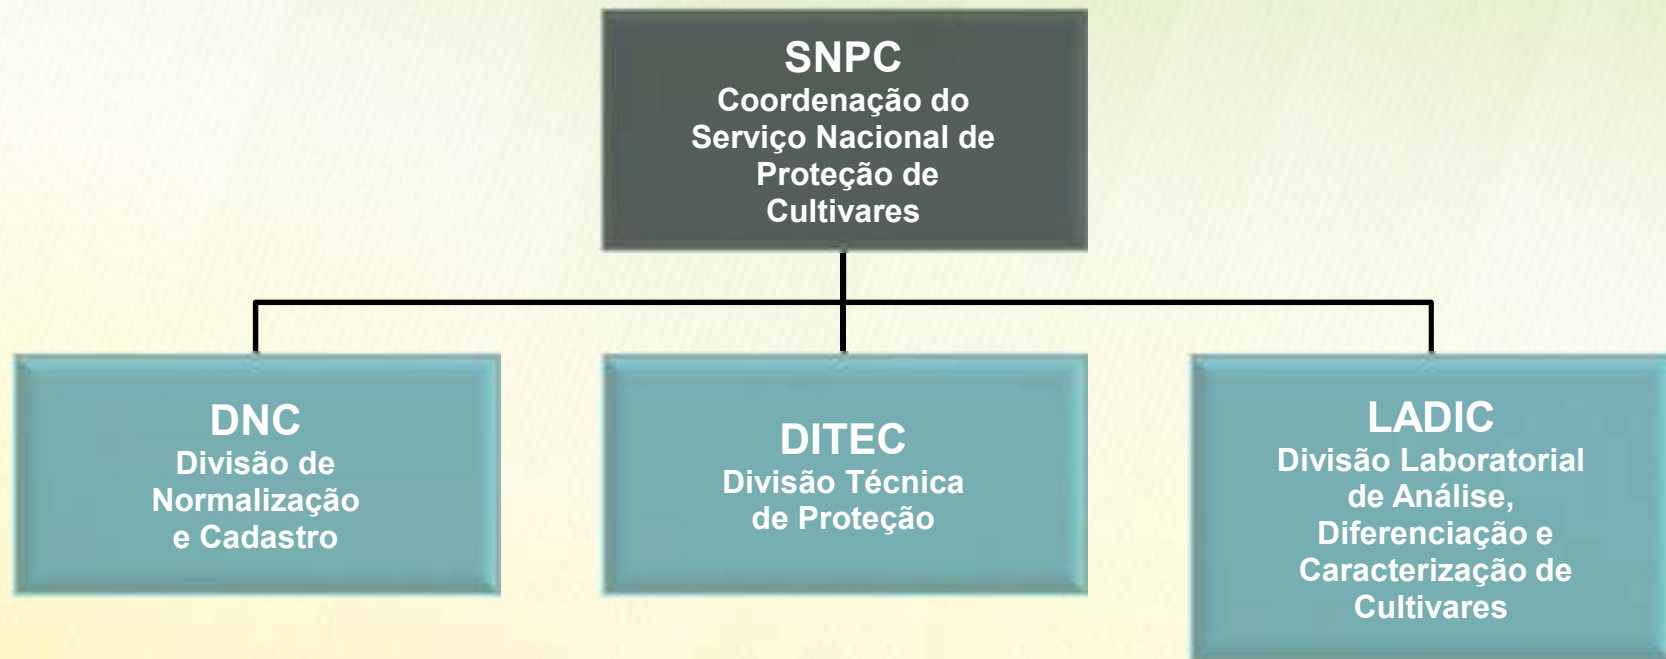 SNPC
Coordenação do
Serviço Nacional de
Proteção de
Cultivares
DNC
Divisão de
Normalização
e Cadastro
DITEC
Divisão Técnica
de Proteção
LADIC
Divisão Laboratorial
de Análise,
Diferenciação e
Caracterização de
Cultivares